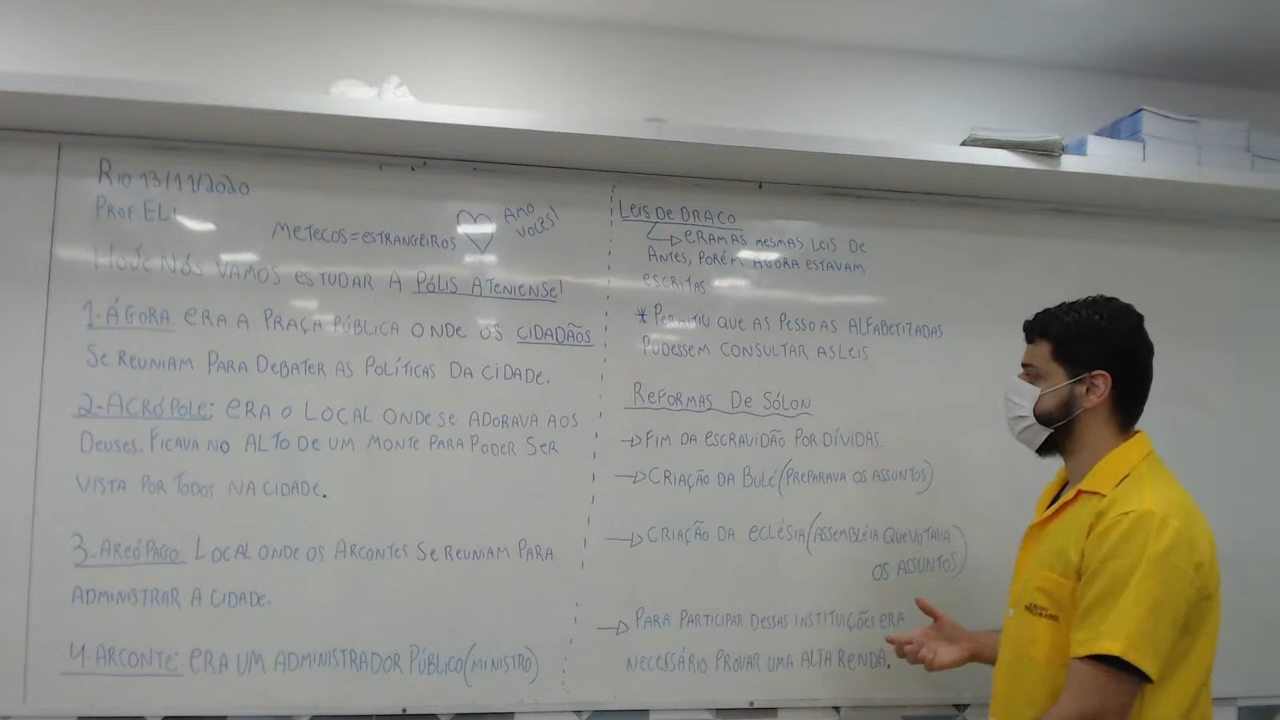 RIO 13/11/2020
PROF. ELI
METECOS = ESTRANGEIROS
AMO
VOCÊS!
HOJE NÓS VAMOS ESTUDAR A PÓLIS ATENIENSE!
1-ÁGORA: ERA A PRAÇA PÚBLICA ONDE OS CIDADÃOS
SE REUNIAM PARA DEBATER AS POLÍTICAS DA CIDADE.
2-ACRÓPOLE: ERA O LOCAL ONDE SE ADORAVA AOS
DEUSES. FICAVA NO ALTO DE UM MONTE PARA PODER SER
VISTA POR TODOS NA CIDADE.
3-AREÓPAGO LOCAL ONDE OS ARCONTES SE REUNIAM PARA
ADMINISTRAR A CIDADE.
4-ARCONTE: ERA UM ADMINISTRADOR PÚBLICO (MINISTRO)
LEIS DE DRACO
→ ERAM AS MESMAS LEIS DE
ANTES, PORÉM AGORA ESTAVAM
ESCRITAS
* PERMITIU QUE AS PESSOAS ALFABETIZADAS
PUDESSEM CONSULTAR AS LEIS
REFORMAS DE SÓLON
→ FIM DA ESCRAVIDÃO POR DÍVIDAS.
→ CRIAÇÃO DA BULÉ (PREPARAVA OS ASSUNTOS)
→ CRIAÇÃO DA ECLÉSIA (ASSEMBLÉIA QUE VOTAVA
OS ASSUNTOS)
→ PARA PARTICIPAR DESSAS INSTITUIÇÕES ERA
NECESSÁRIO PROVAR UMA ALTA RENDA.